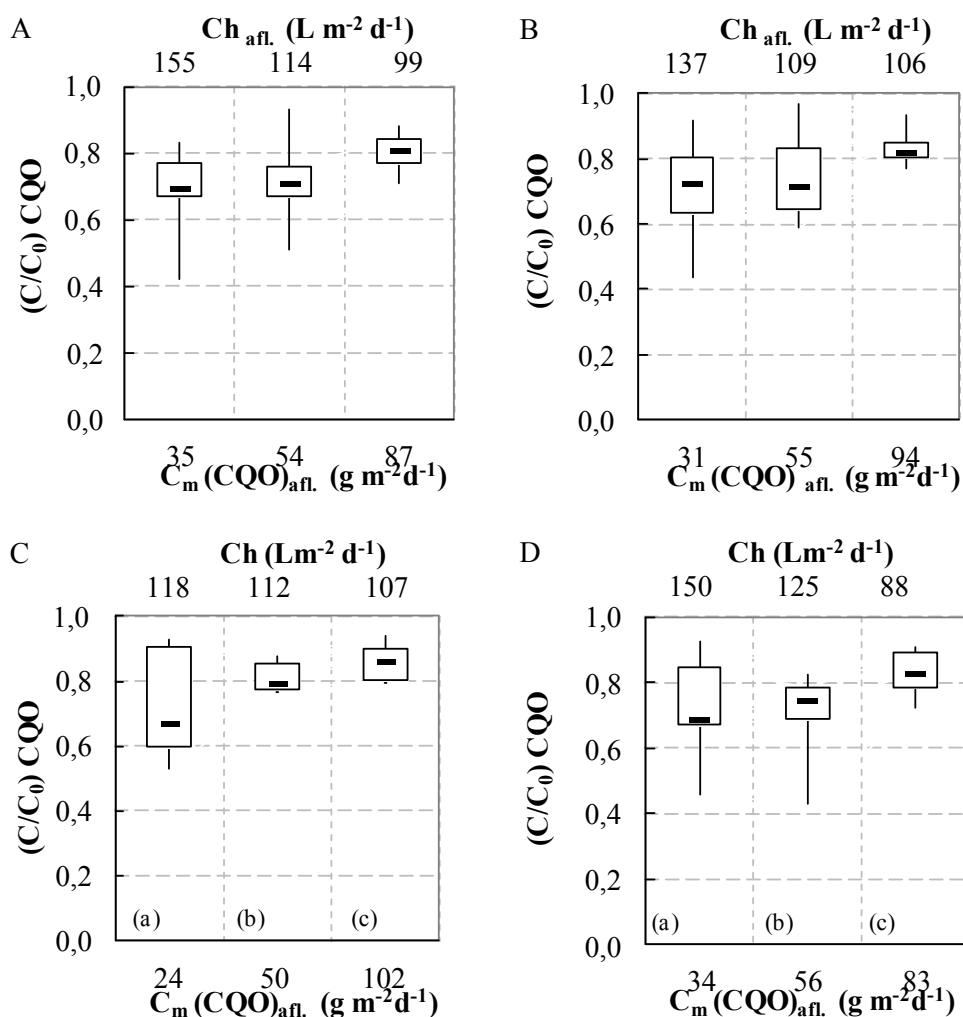 A
Ch afl. (L m-2 d-1)
155 114 99
1,0
0,8
0,6
0,4
0,2
0,0
(C/C0) CQO
35 54 87
Cm (CQO)afl. (g m-2d-1)
B
Ch afl. (L m-2 d-1)
137 109 106
1,0
0,8
0,6
0,4
0,2
0,0
(C/C0) CQO
31 55 94
Cm (CQO) afl. (g m-2d-1)
C
Ch (Lm-2 d-1)
118 112 107
1,0
0,8
0,6
0,4
0,2
0,0
(C/C0) CQO
(a) (b) (c)
24 50 102
Cm (CQO)afl. (g m-2d-1)
D
Ch (Lm-2 d-1)
150 125 88
1,0
0,8
0,6
0,4
0,2
0,0
(C/C0) CQO
(a) (b) (c)
34 56 83
Cm (CQO)afl. (g m-2d-1)